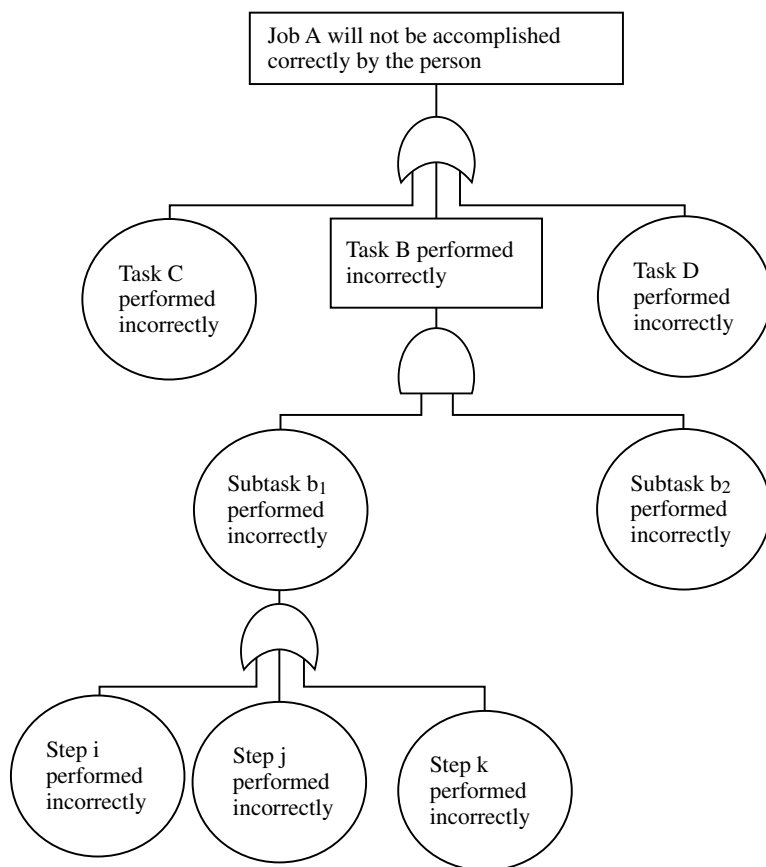 Job A will not be accomplished
correctly by the person
Task C
performed
incorrectly
Task B performed
incorrectly
Task D
performed
incorrectly
Subtask b₁
performed
incorrectly
Subtask b₂
performed
incorrectly
Step i
performed
incorrectly
Step j
performed
incorrectly
Step k
performed
incorrectly